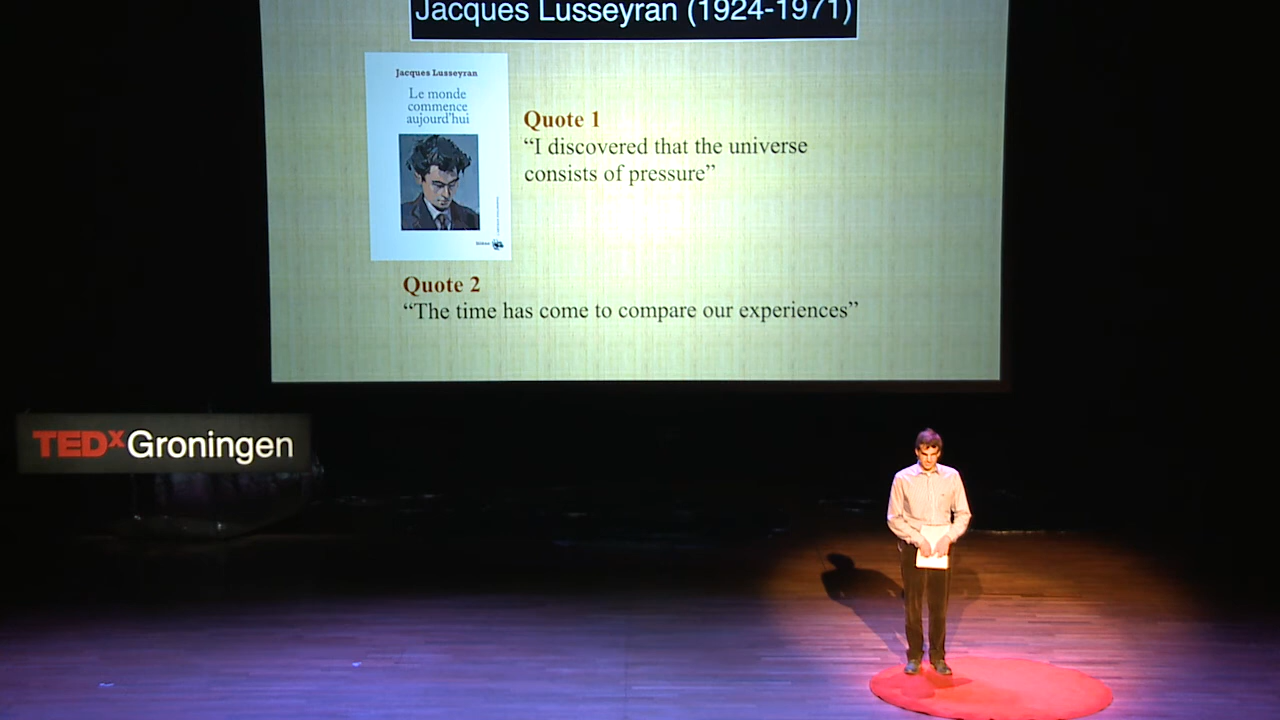 Jacques Lusseyran (1924-1971)
Jacques Lusseyran
Le monde
commence
aujourd'hui
Quote 1
“I discovered that the universe
consists of pressure”
Quote 2
“The time has come to compare our experiences”
TEDxGroningen